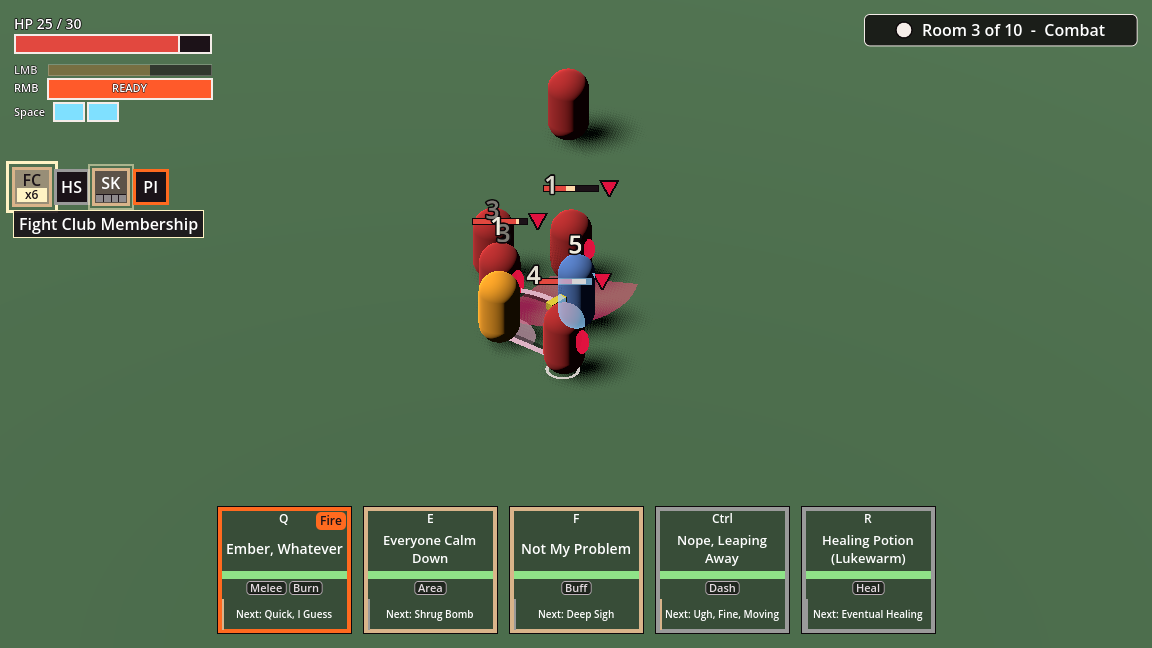 HP 25 / 30
Room 3 of 10 - Combat
LMB
RMB READY
Space
FC x6 HS SK PI
Fight Club Membership
1
3
1
3
5
4
Q Fire
Ember, Whatever
Melee Burn
Next: Quick, I Guess
E
Everyone Calm
Down
Area
Next: Shrug Bomb
F
Not My Problem
Buff
Next: Deep Sigh
Ctrl
Nope, Leaping
Away
Dash
Next: Ugh, Fine, Moving
R
Healing Potion
(Lukewarm)
Heal
Next: Eventual Healing